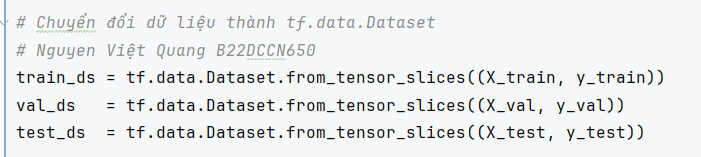 # Chuyển đổi dữ liệu thành tf.data.Dataset
# Nguyen Việt Quang B22DCCN650
train_ds = tf.data.Dataset.from_tensor_slices((X_train, y_train))
val_ds   = tf.data.Dataset.from_tensor_slices((X_val, y_val))
test_ds  = tf.data.Dataset.from_tensor_slices((X_test, y_test))